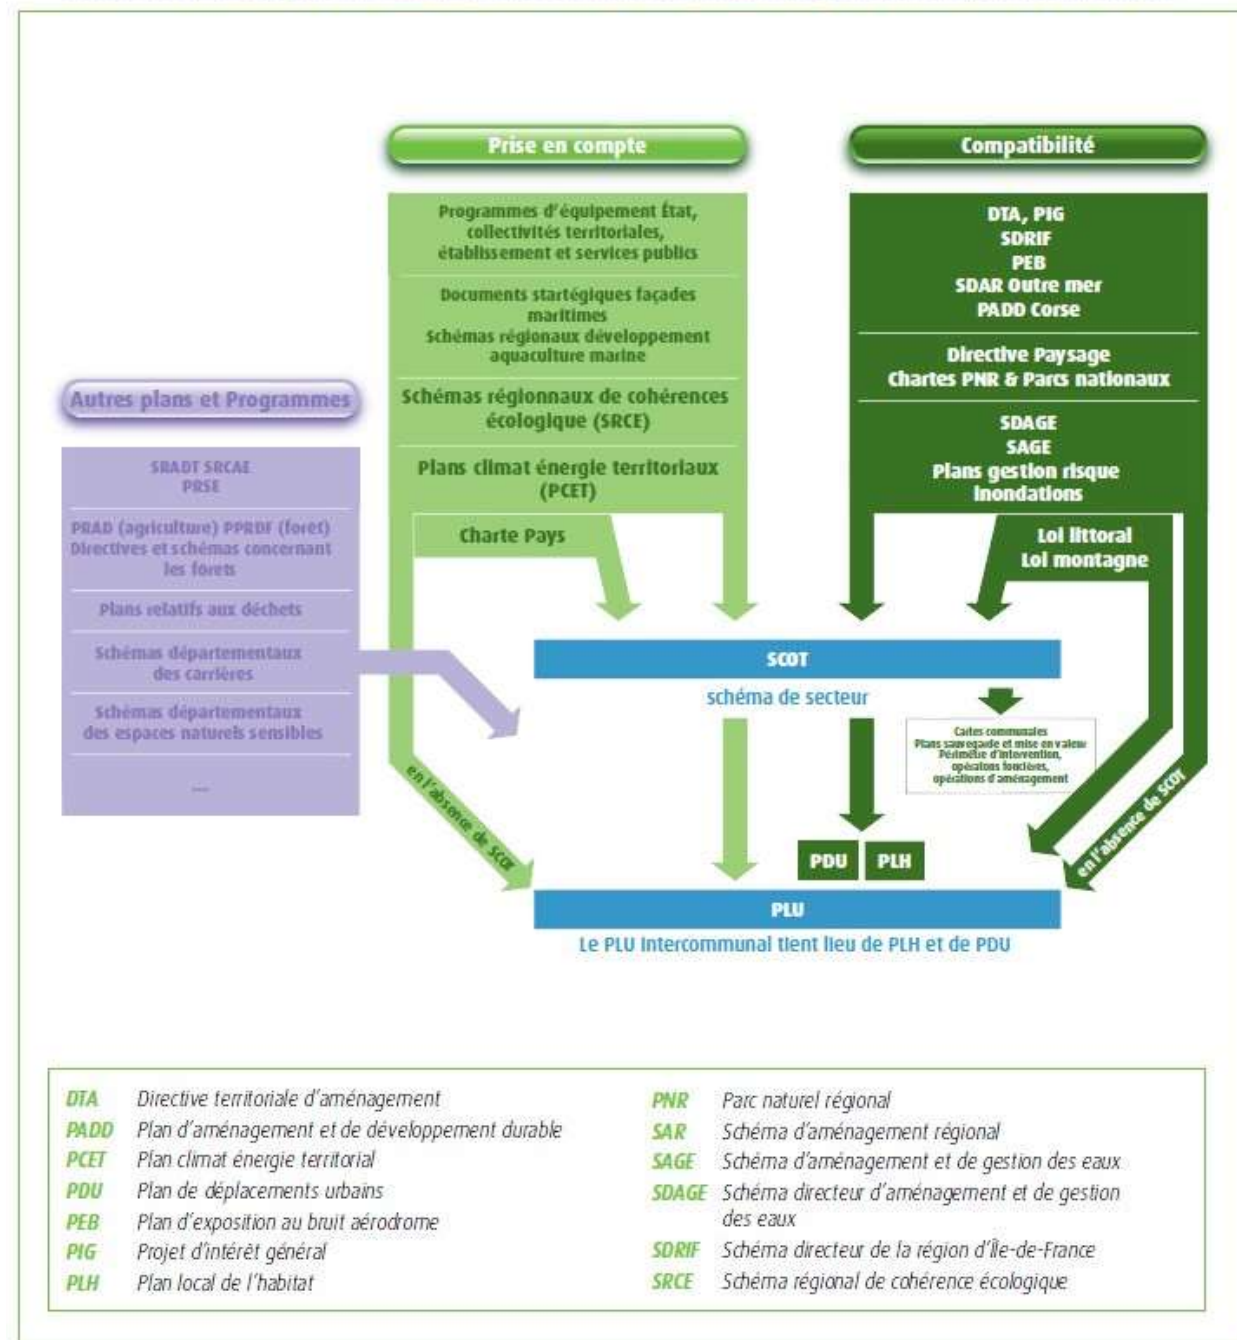 Prise en compte
Programmes d'équipement État,
collectivités territoriales,
établissement et services publics
Documents startégiques façades
maritimes
Schémas régionaux développement
aquaculture marine
Schémas régionnaux de cohérences
écologique (SRCE)
Plans climat énergie territoriaux
(PCET)
Charte Pays
Compatibilité
DTA, PIG
SDRIF
PEB
SDAR Outre mer
PADD Corse
Directive Paysage
Chartes PNR & Parcs nationaux
SDAGE
SAGE
Plans gestion risque
Inondations
Loi littoral
Loi montagne
Autres plans et Programmes
SRADT SRCAE
PRSE
PRAD (agriculture) PPRDF (foret)
Directives et schémas concernant
les forets
Plans relatifs aux déchets
Schémas départementaux
des carrières
Schémas départementaux
des espaces naturels sensibles
....
SCOT
schéma de secteur
Cartes communales
Plans sauvegarde et mise en valeur
Périmètre d'intervention,
opérations foncières,
opérations d'aménagement
en l'absence de SCOT
en l'absence de SCOT
PDU
PLH
PLU
Le PLU Intercommunal tient lieu de PLH et de PDU
DTA Directive territoriale d'aménagement
PADD Plan d'aménagement et de développement durable
PCET Plan climat énergie territorial
PDU Plan de déplacements urbains
PEB Plan d'exposition au bruit aérodrome
PIG Projet d'intérêt général
PLH Plan local de l'habitat
PNR Parc naturel régional
SAR Schéma d'aménagement régional
SAGE Schéma d'aménagement et de gestion des eaux
SDAGE Schéma directeur d'aménagement et de gestion
des eaux
SDRIF Schéma directeur de la région d'Île-de-France
SRCE Schéma régional de cohérence écologique